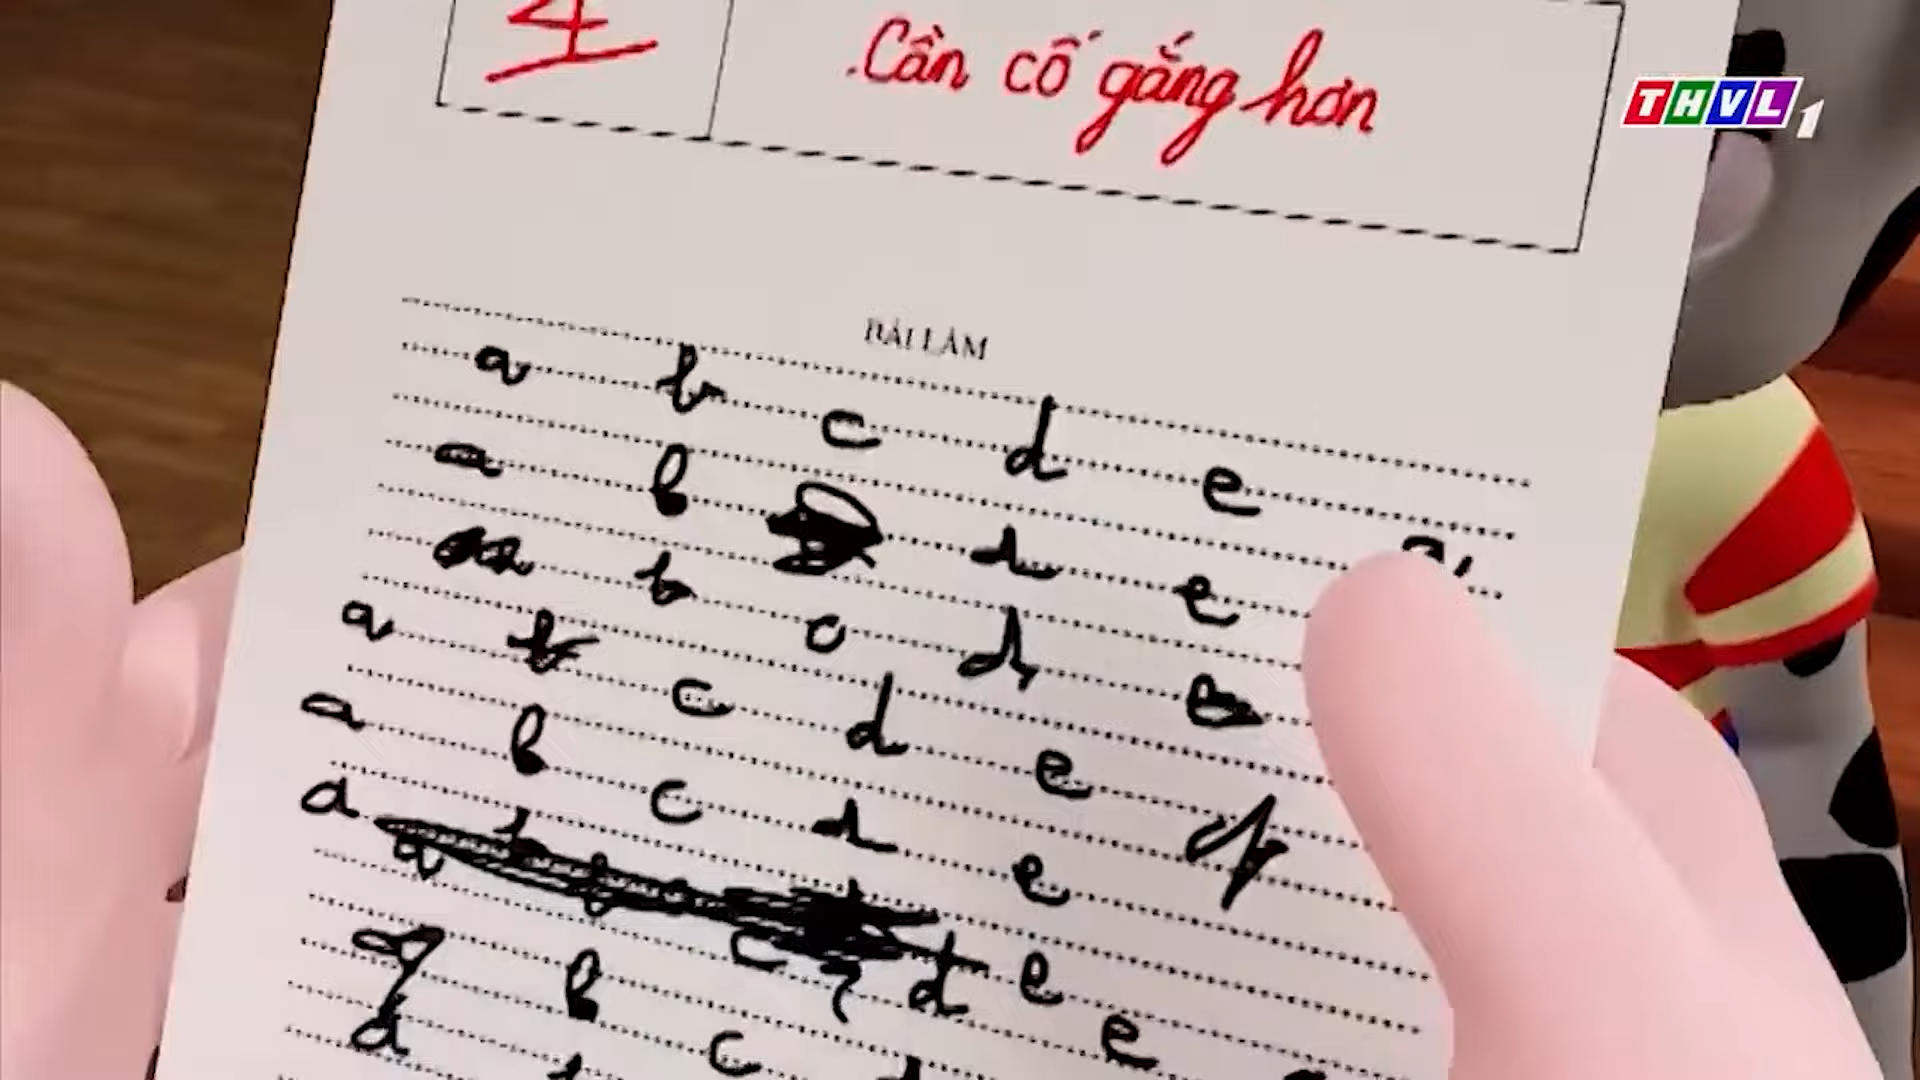 4
Cần cố gắng hơn
THVL1
BÀI LÀM
a b c d e
a b d e
b c d
a b c d e
a b c d e
a
c d e
b e
d c